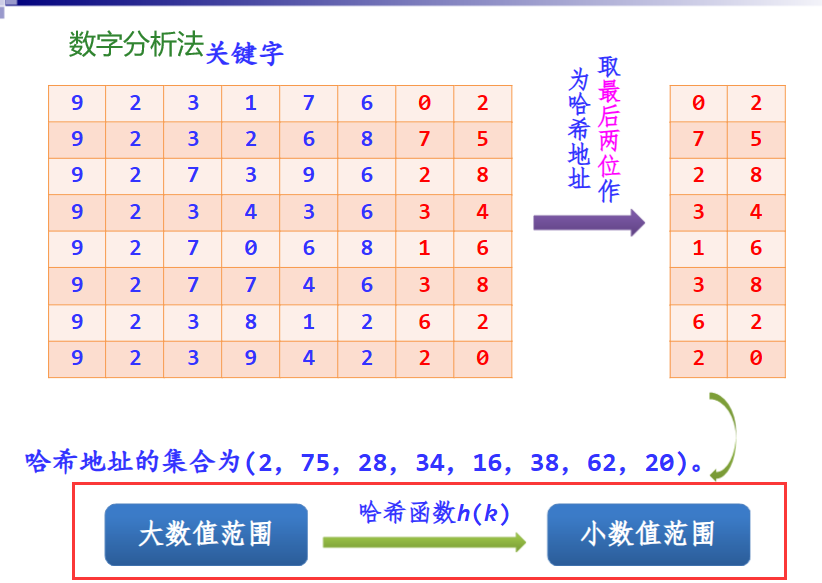 数字分析法关键字
9 2 3 1 7 6 0 2
9 2 3 2 6 8 7 5
9 2 7 3 9 6 2 8
9 2 3 4 3 6 3 4
9 2 7 0 6 8 1 6
9 2 7 7 4 6 3 8
9 2 3 8 1 2 6 2
9 2 3 9 4 2 2 0
取最后两位作
为哈希地址
0 2
7 5
2 8
3 4
1 6
3 8
6 2
2 0
哈希地址的集合为(2, 75, 28, 34, 16, 38, 62, 20)。
大数值范围
哈希函数h(k)
小数值范围